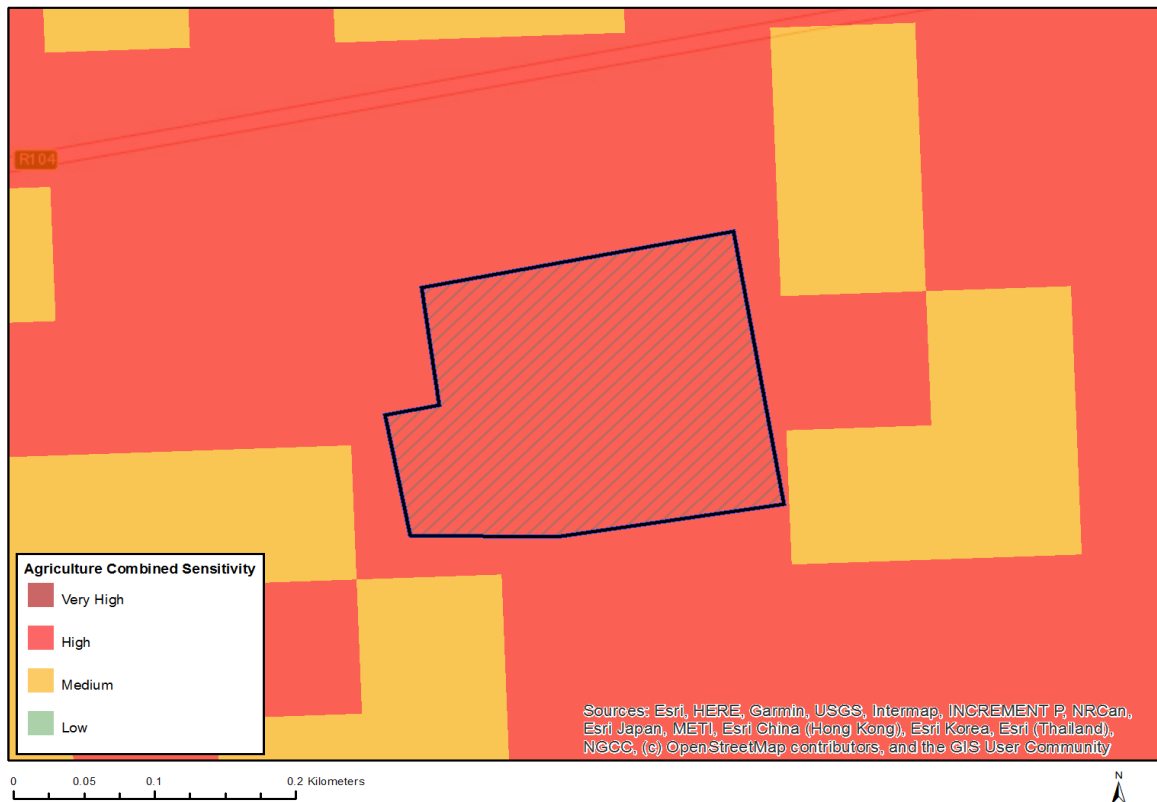 R104
Agriculture Combined Sensitivity
Very High
High
Medium
Low
Sources: Esri, HERE, Garmin, USGS, Intermap, INCREMENT P, NRCan,
Esri Japan, METI, Esri China (Hong Kong), Esri Korea, Esri (Thailand),
NGCC, (c) OpenStreetMap contributors, and the GIS User Community
0 0.05 0.1 0.2 Kilometers
N